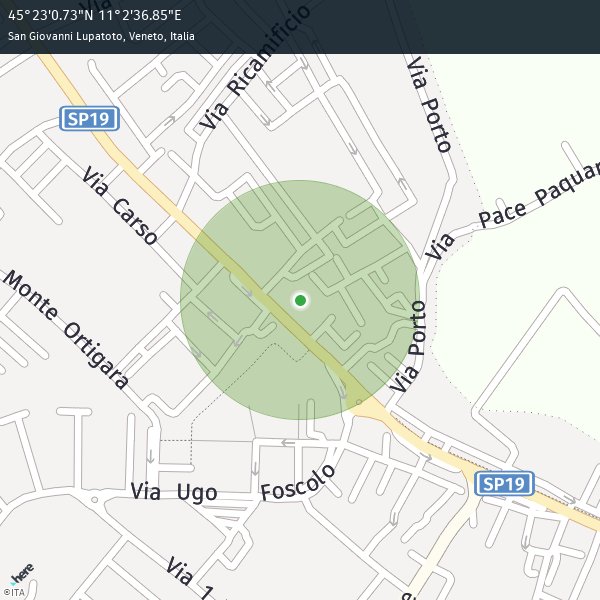 45°23'0.73"N 11°2'36.85"E
San Giovanni Lupatoto, Veneto, Italia
Via Ricamificio
Via Porto
SP19
Via Carso
Via Pace Paquar
Monte Ortigara
Via Porto
Via Ugo Foscolo
SP19
Via 1
here
©ITA